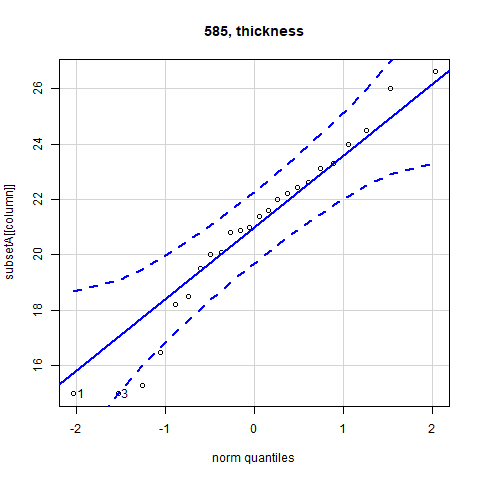 585, thickness
26
24
22
20
18
16
subsetA[[column]]
1
3
-2 -1 0 1 2
norm quantiles